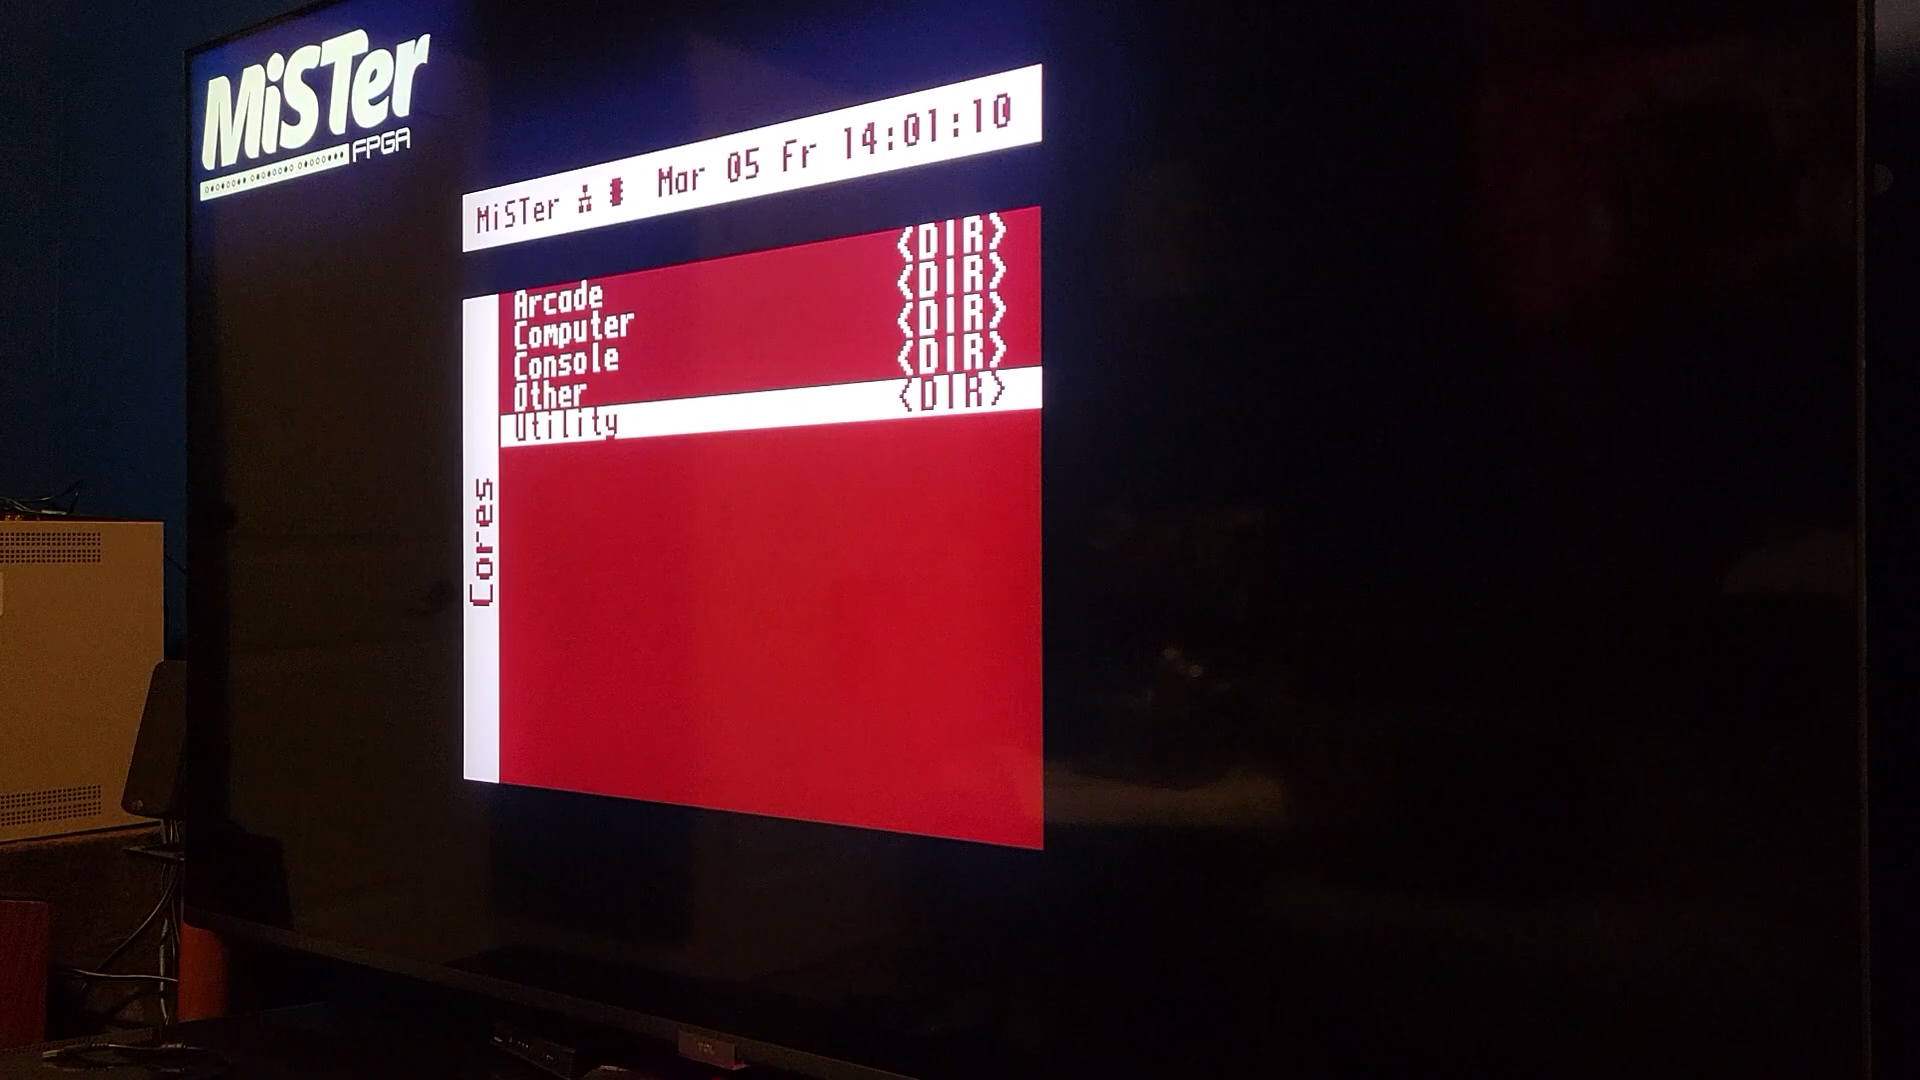 MiSTer
FPGA
MiSTer Mar 05 Fr 14:01:10
Arcade <DIR>
Computer <DIR>
Console <DIR>
Other <DIR>
Utility <DIR>
Cores
TCL